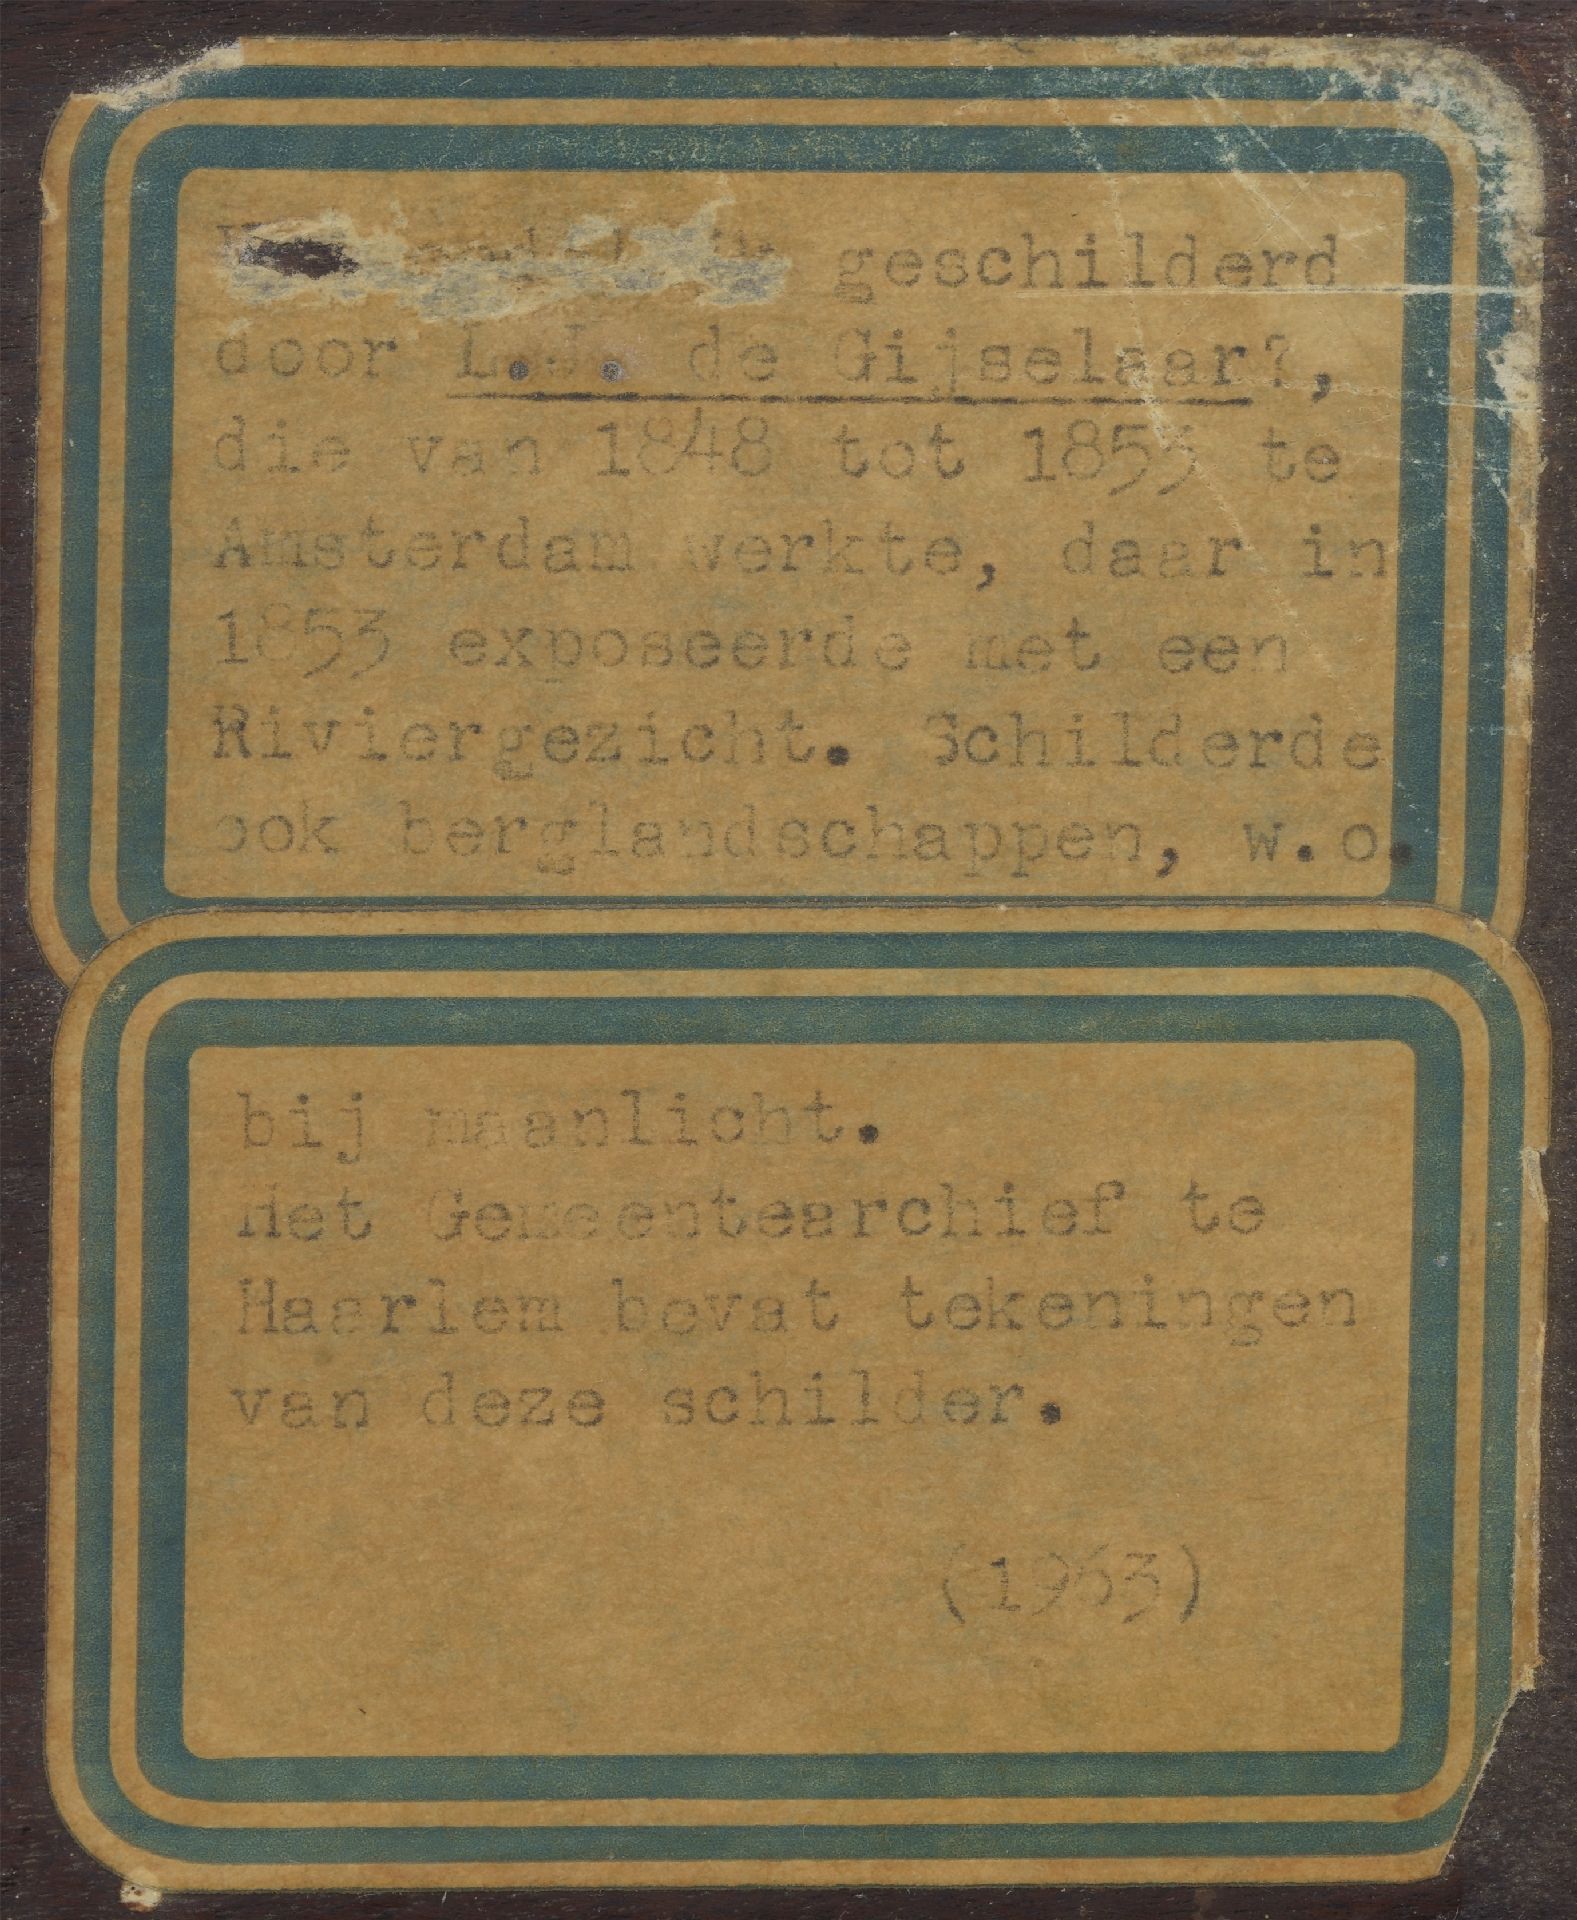 geschilderd
door L.J. de Gijselaar?,
die van 1848 tot 1853 te
Amsterdam werkte, daar in
1853 exposeerde met een
Riviergezicht. Schilderde
ook berglandschappen, w.o.
bij maanlicht.
Het Gemeentearchief te
Haarlem bevat tekeningen
van deze schilder.
(1963)